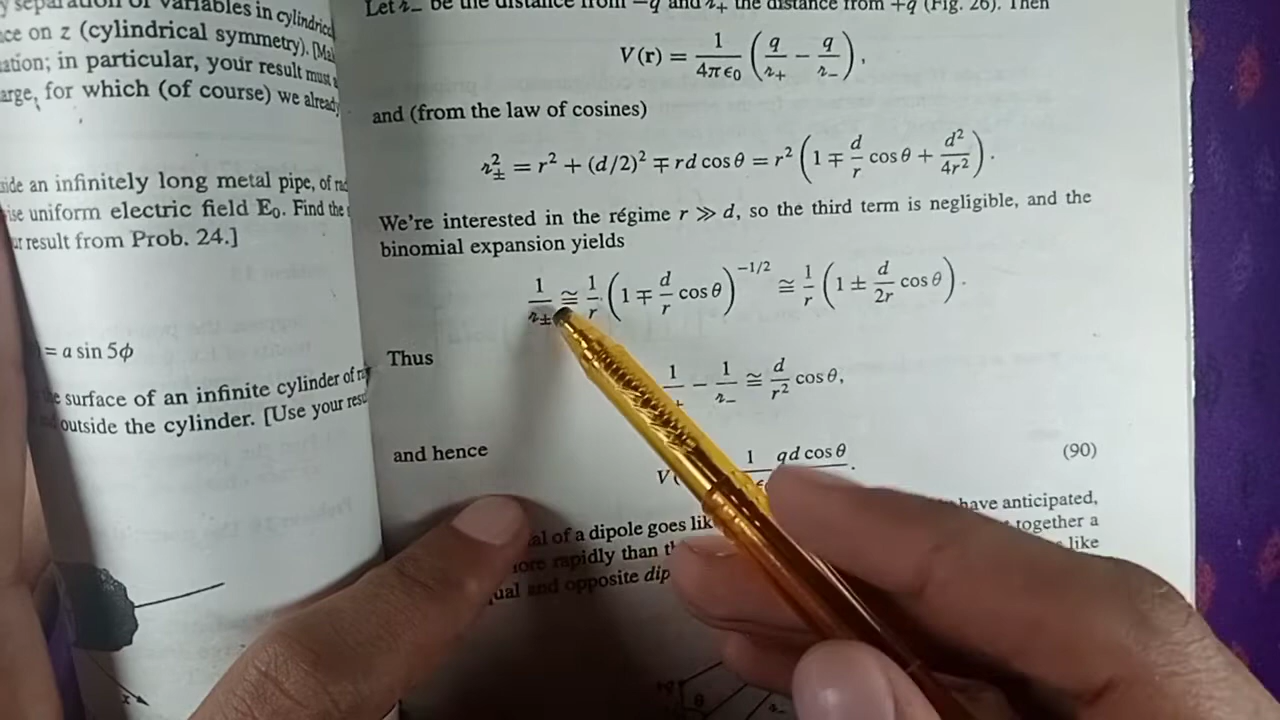 separation of variables in cylindrical
ce on z (cylindrical symmetry). [Ma
ation; in particular, your result must
arge, for which (of course) we already
side an infinitely long metal pipe, of
ise uniform electric field E₀. Find the
ur result from Prob. 24.]
= a sin 5ϕ
surface of an infinite cylinder of
outside the cylinder. [Use your
Let 𝓇₋ be the distance from −q and 𝓇₊ the distance from +q (Fig. 26). Then
V(r) = 1/(4πϵ₀) (q/𝓇₊ − q/𝓇₋),
and (from the law of cosines)
𝓇²± = r² + (d/2)² ∓ rd cos θ = r² (1 ∓ d/r cos θ + d²/4r²).
We're interested in the régime r ≫ d, so the third term is negligible, and the
binomial expansion yields
1/𝓇± ≅ 1/r (1 ∓ d/r cos θ)^(−1/2) ≅ 1/r (1 ± d/2r cos θ).
Thus
1/₊ − 1/𝓇₋ ≅ d/r² cos θ,
and hence
V( 1 qd cos θ . (90)
have anticipated,
al of a dipole goes lik together a
ore rapidly than like
ual and opposite dip
+q
θ
𝓇₋
x